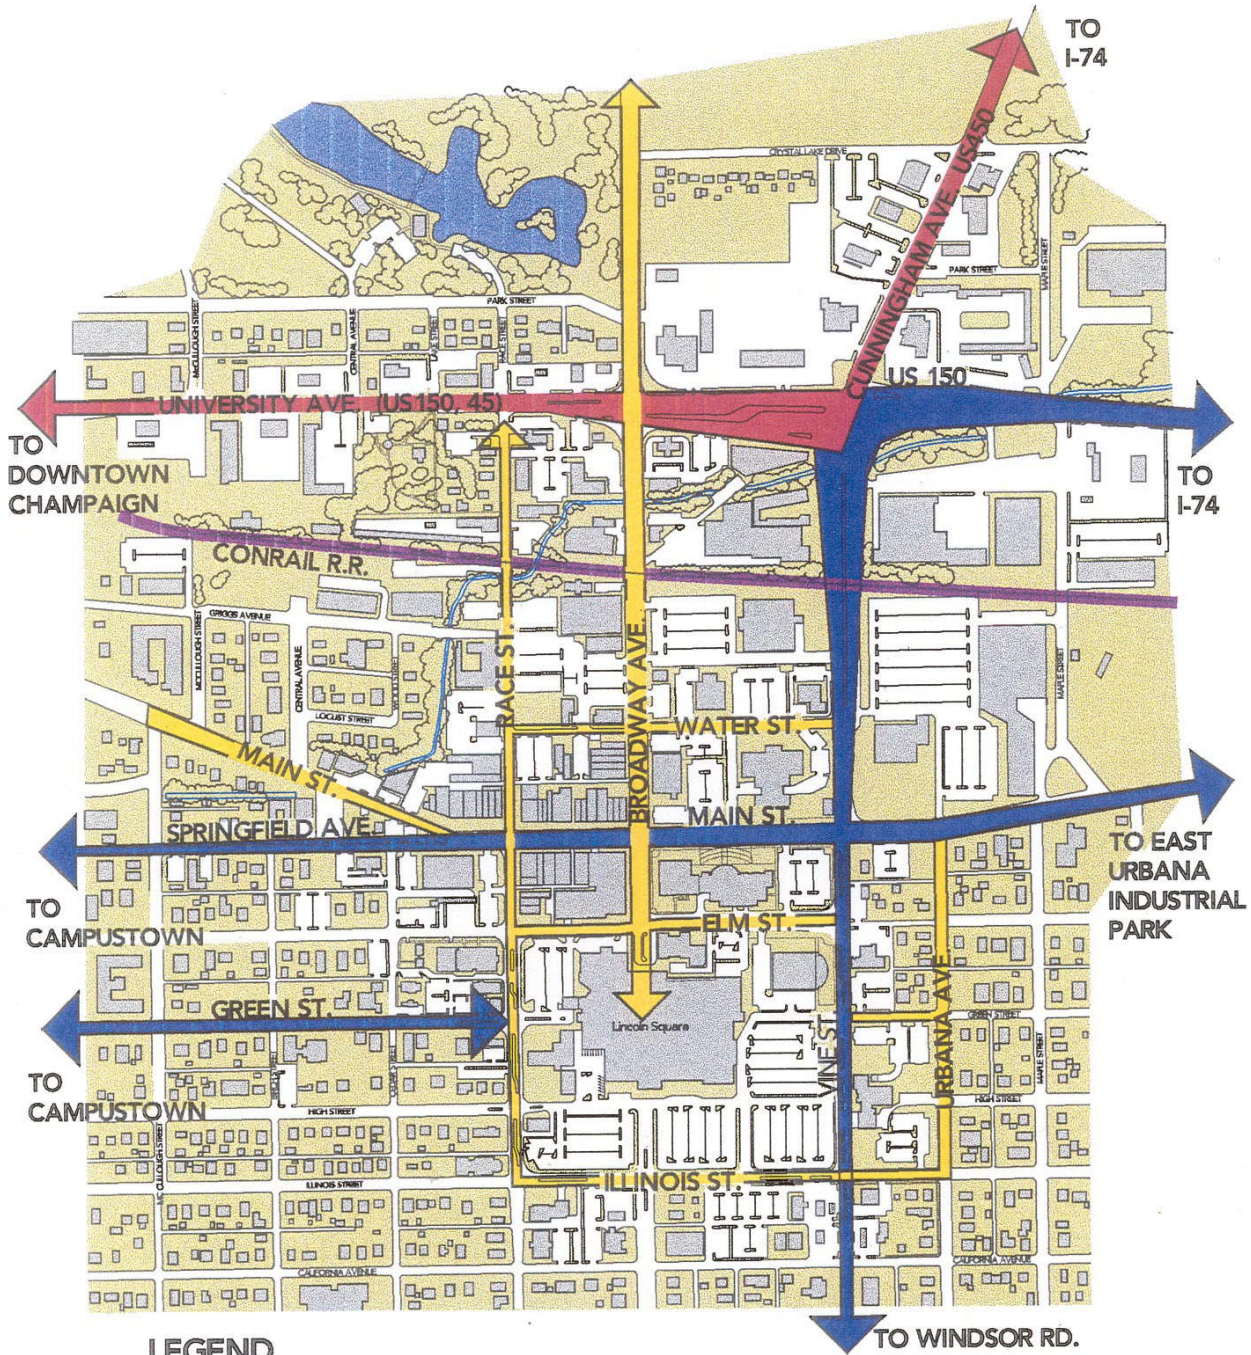 TO
I-74
CRYSTAL LAKE DRIVE
CUNNINGHAM AVE. US450
PARK STREET
MAPLE STREET
PARK STREET
McCULLOUGH STREET
CENTRAL AVENUE
LAKE STREET
RACE STREET
US 150
UNIVERSITY AVE. (US150, 45)
TO
DOWNTOWN
CHAMPAIGN
TO
I-74
CONRAIL R.R.
GRIGGS AVENUE
McCULLOUGH STREET
CENTRAL AVENUE
WOOD STREET
LOCUST STREET
RACE ST.
BROADWAY AVE.
MAPLE STREET
WATER ST.
MAIN ST.
MAIN ST.
SPRINGFIELD AVE.
TO EAST
URBANA
INDUSTRIAL
PARK
TO
CAMPUSTOWN
ELM ST.
GREEN ST.
Lincoln Square
VINE ST.
URBANA AVE.
GREEN STREET
MAPLE STREET
TO
CAMPUSTOWN
HIGH STREET
HIGH STREET
McCULLOUGH STREET
ILLINOIS STREET
ILLINOIS ST.
CALIFORNIA AVENUE
CALIFORNIA AVENUE
TO WINDSOR RD.
LEGEND